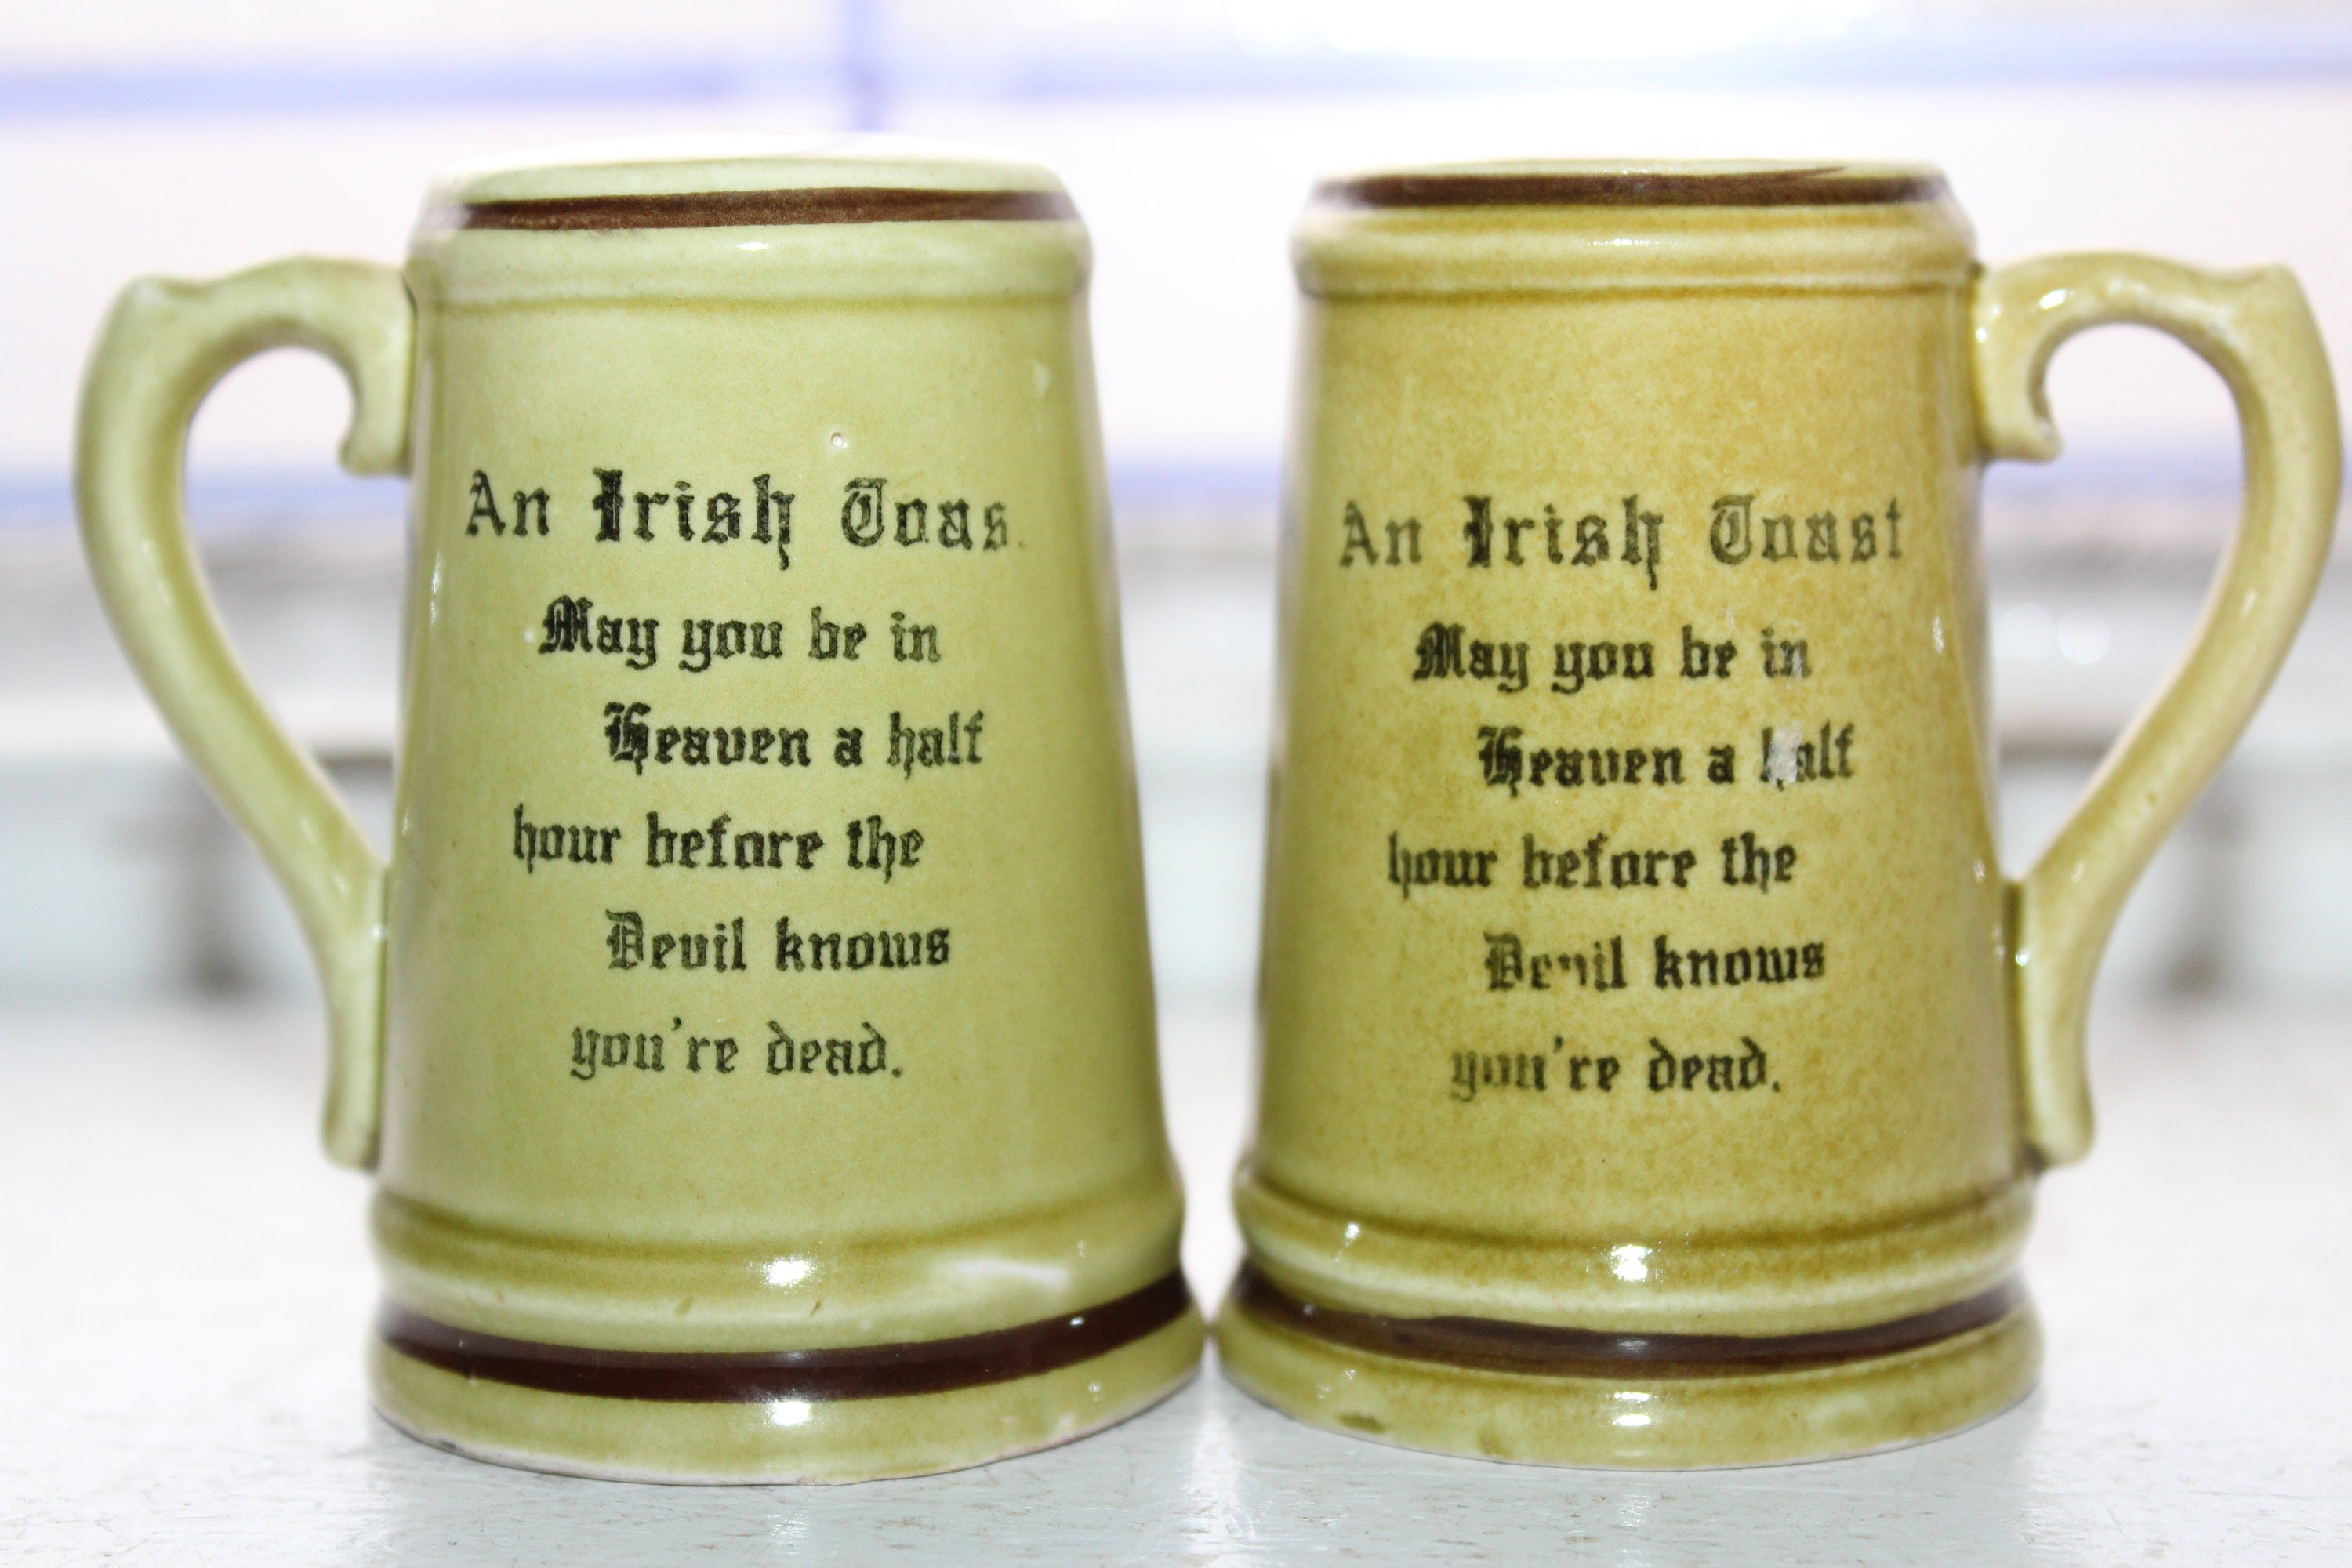 An Irish Toas
May you be in
Heaven a half
hour before the
Devil knows
you're dead.
An Irish Toast
May you be in
Heaven a half
hour before the
Devil knows
you're dead.